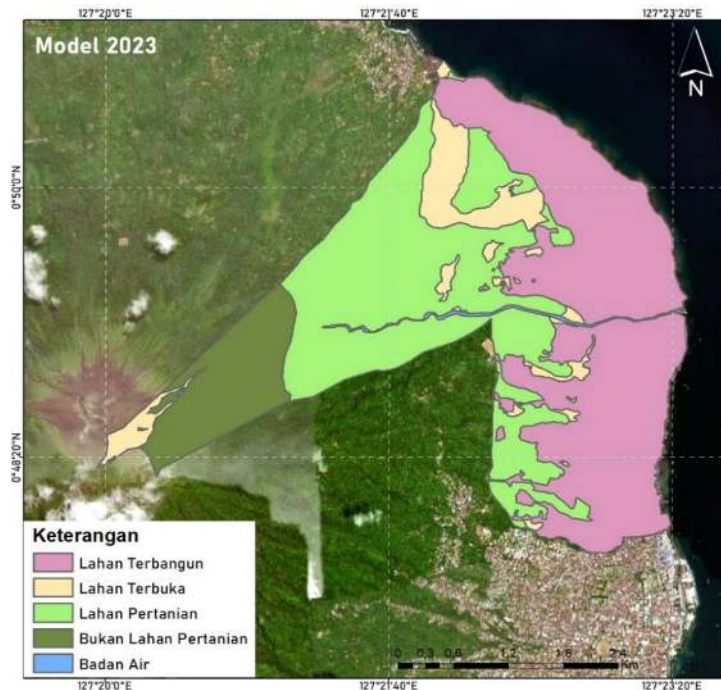 127°20'0"E 127°21'40"E 127°23'20"E
Model 2023
N
0°50'0"N
0°48'20"N
Keterangan
Lahan Terbangun
Lahan Terbuka
Lahan Pertanian
Bukan Lahan Pertanian
Badan Air
0 0.3 0.6 1.2 1.8 2.4
Km
127°20'0"E 127°21'40"E 127°23'20"E